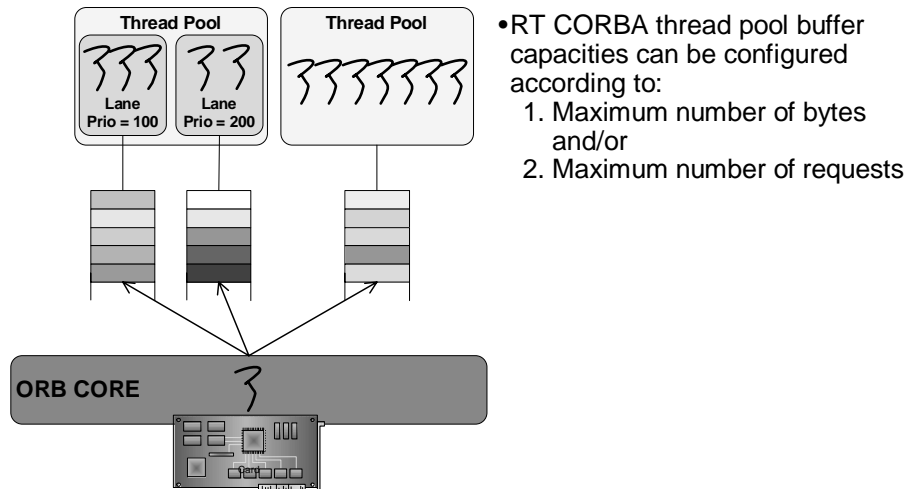 Thread Pool
Lane
Prio = 100
Lane
Prio = 200
Thread Pool
•RT CORBA thread pool buffer
capacities can be configured
according to:
1. Maximum number of bytes
and/or
2. Maximum number of requests
ORB CORE
Card